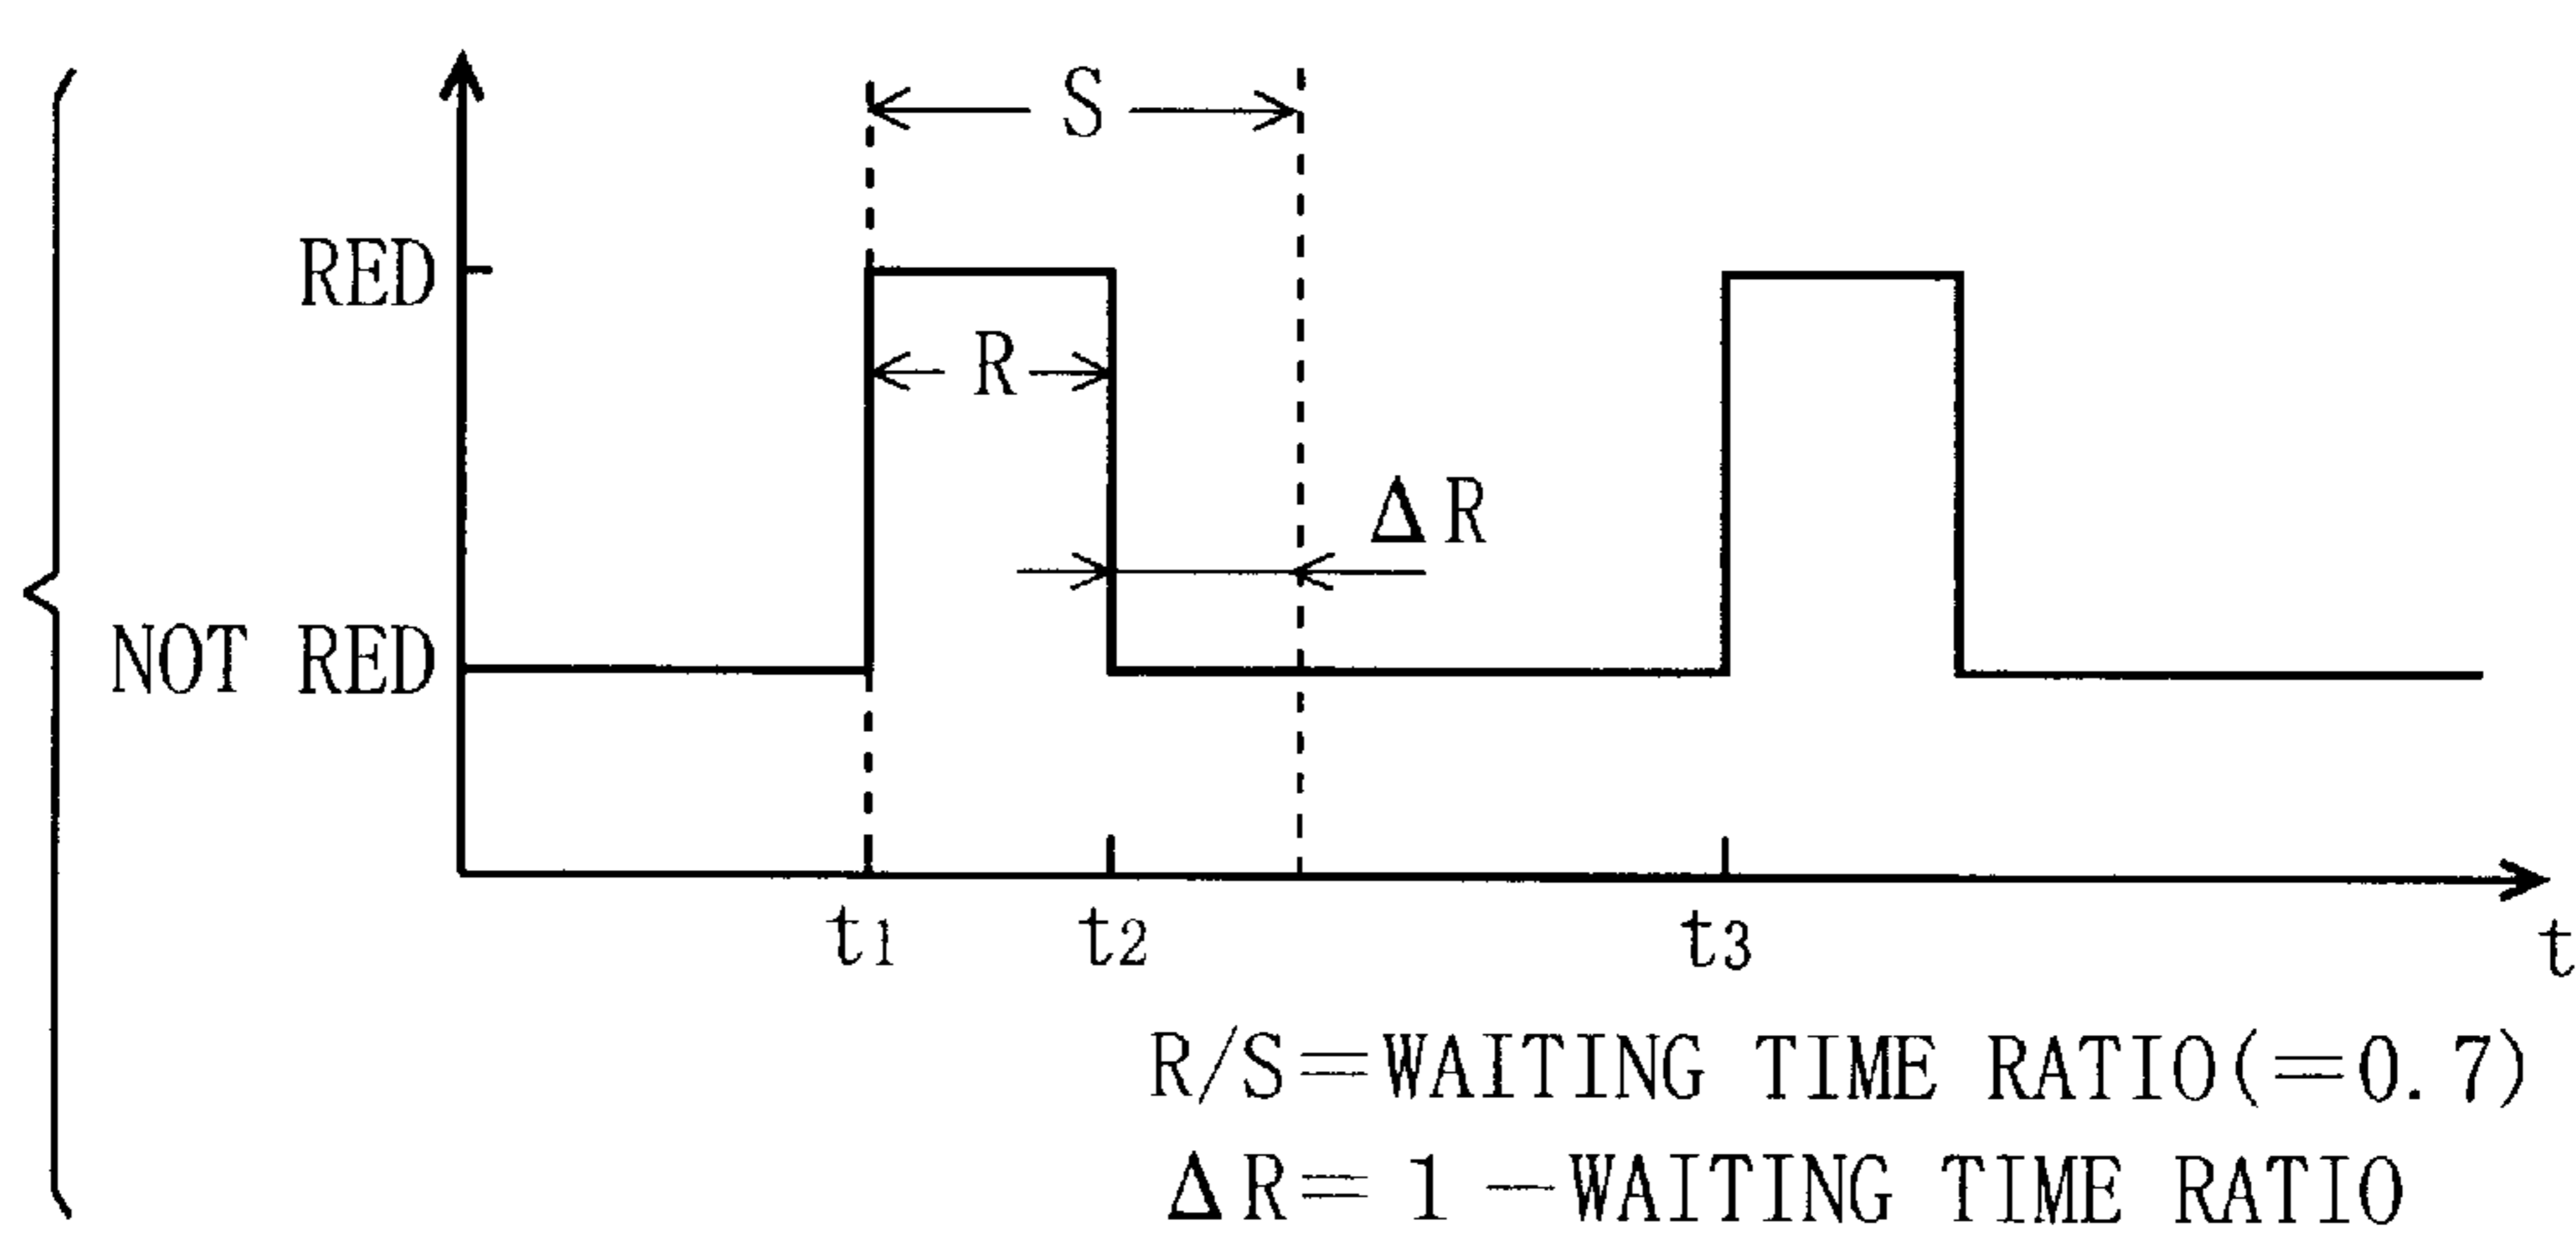 S
RED
R
ΔR
NOT RED
t1
t2
t3
t
R/S=WAITING TIME RATIO(=0.7)
ΔR=1-WAITING TIME RATIO